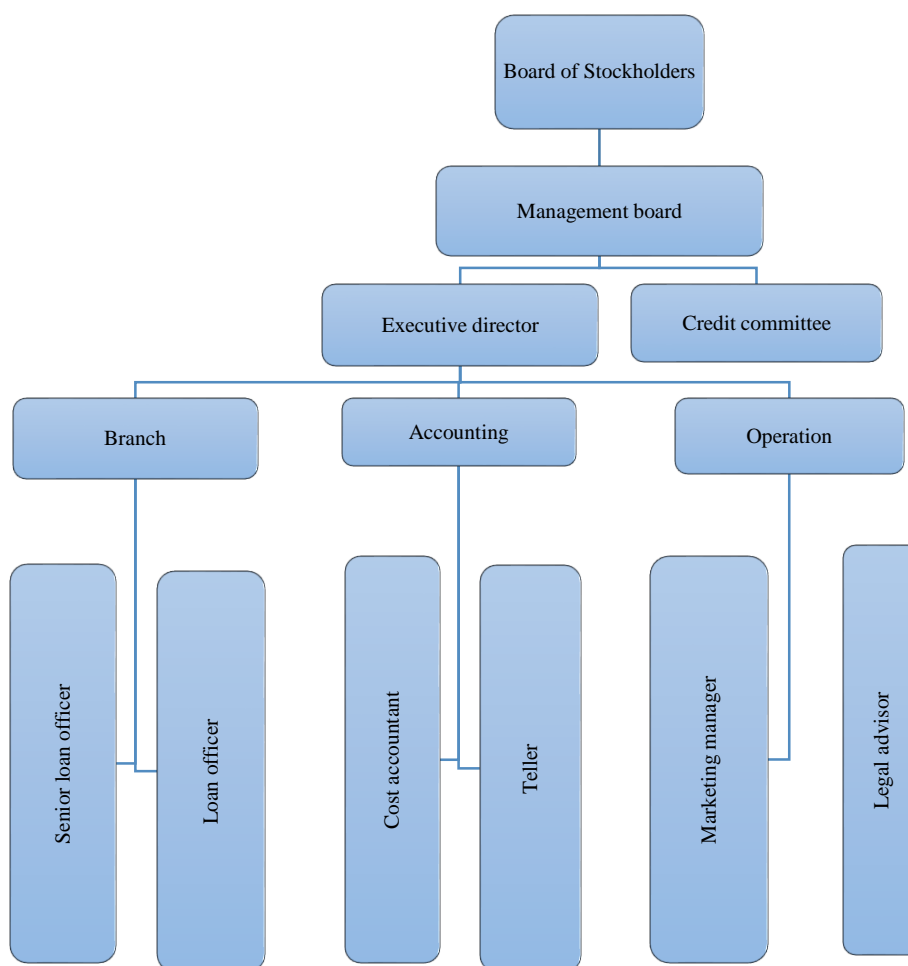 Board of Stockholders
Management board
Executive director
Credit committee
Branch
Accounting
Operation
Senior loan officer
Loan officer
Cost accountant
Teller
Marketing manager
Legal advisor